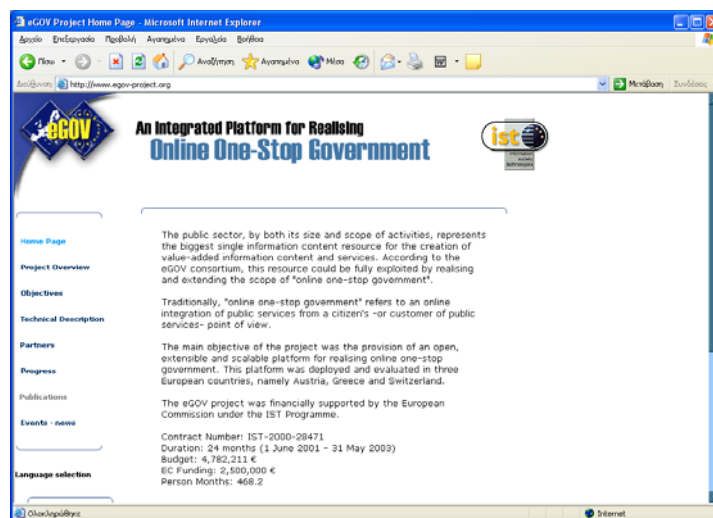 eGOV Project Home Page - Microsoft Internet Explorer
Αρχείο Επεξεργασία Προβολή Αγαπημένα Εργαλεία Βοήθεια
Πίσω Αναζήτηση Αγαπημένα Μέσα
Διεύθυνση http://www.egov-project.org Μετάβαση Συνδέσεις
eGOV
An Integrated Platform for Realising
Online One-Stop Government
ist
information
society
technologies
The public sector, by both its size and scope of activities, represents
the biggest single information content resource for the creation of
value-added information content and services. According to the
eGOV consortium, this resource could be fully exploited by realising
and extending the scope of "online one-stop government".
Traditionally, "online one-stop government" refers to an online
integration of public services from a citizen's -or customer of public
services- point of view.
The main objective of the project was the provision of an open,
extensible and scalable platform for realising online one-stop
government. This platform was deployed and evaluated in three
European countries, namely Austria, Greece and Switzerland.
The eGOV project was financially supported by the European
Commission under the IST Programme.
Contract Number: IST-2000-28471
Duration: 24 months (1 June 2001 - 31 May 2003)
Budget: 4,782,211 €
EC Funding: 2,500,000 €
Person Months: 468.2
Home Page
Project Overview
Objectives
Technical Description
Partners
Progress
Publications
Events - news
Language selection
Ολοκληρώθηκε Internet